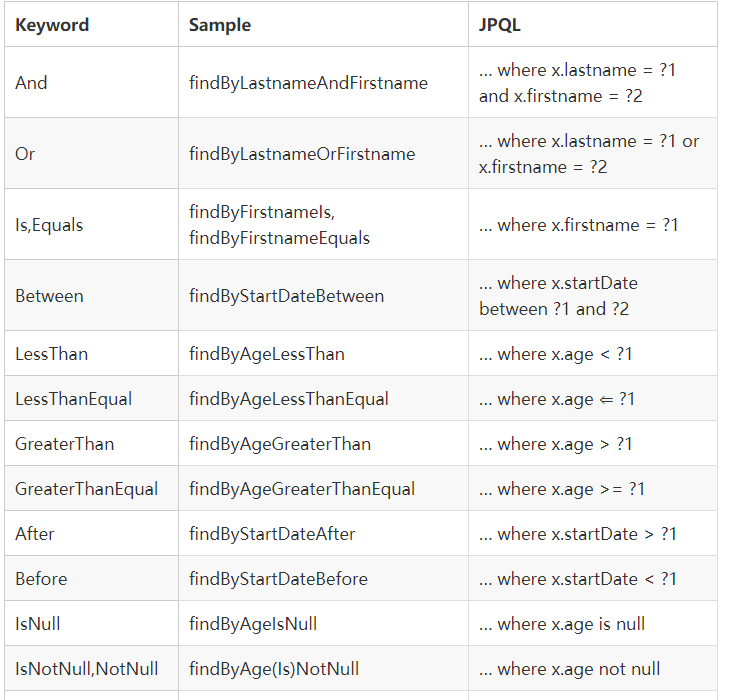 Keyword Sample JPQL
And findByLastnameAndFirstname … where x.lastname = ?1
and x.firstname = ?2
Or findByLastnameOrFirstname … where x.lastname = ?1 or
x.firstname = ?2
Is,Equals findByFirstnameIs,
findByFirstnameEquals … where x.firstname = ?1
Between findByStartDateBetween … where x.startDate
between ?1 and ?2
LessThan findByAgeLessThan … where x.age < ?1
LessThanEqual findByAgeLessThanEqual … where x.age ⇐ ?1
GreaterThan findByAgeGreaterThan … where x.age > ?1
GreaterThanEqual findByAgeGreaterThanEqual … where x.age >= ?1
After findByStartDateAfter … where x.startDate > ?1
Before findByStartDateBefore … where x.startDate < ?1
IsNull findByAgeIsNull … where x.age is null
IsNotNull,NotNull findByAge(Is)NotNull … where x.age not null